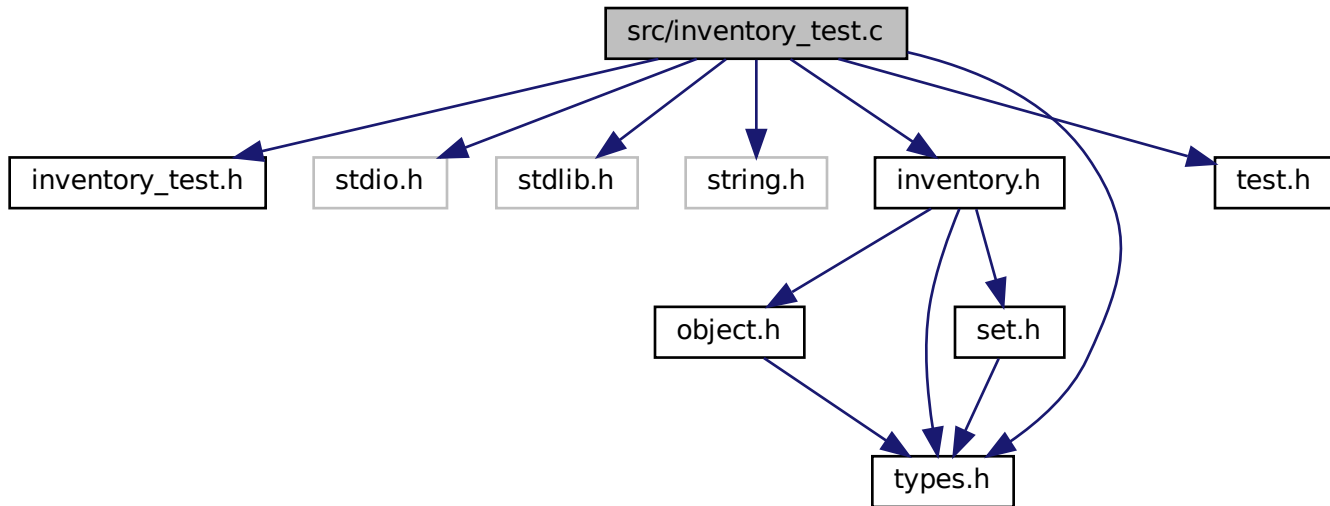 src/inventory_test.c
inventory_test.h
stdio.h
stdlib.h
string.h
inventory.h
test.h
object.h
set.h
types.h